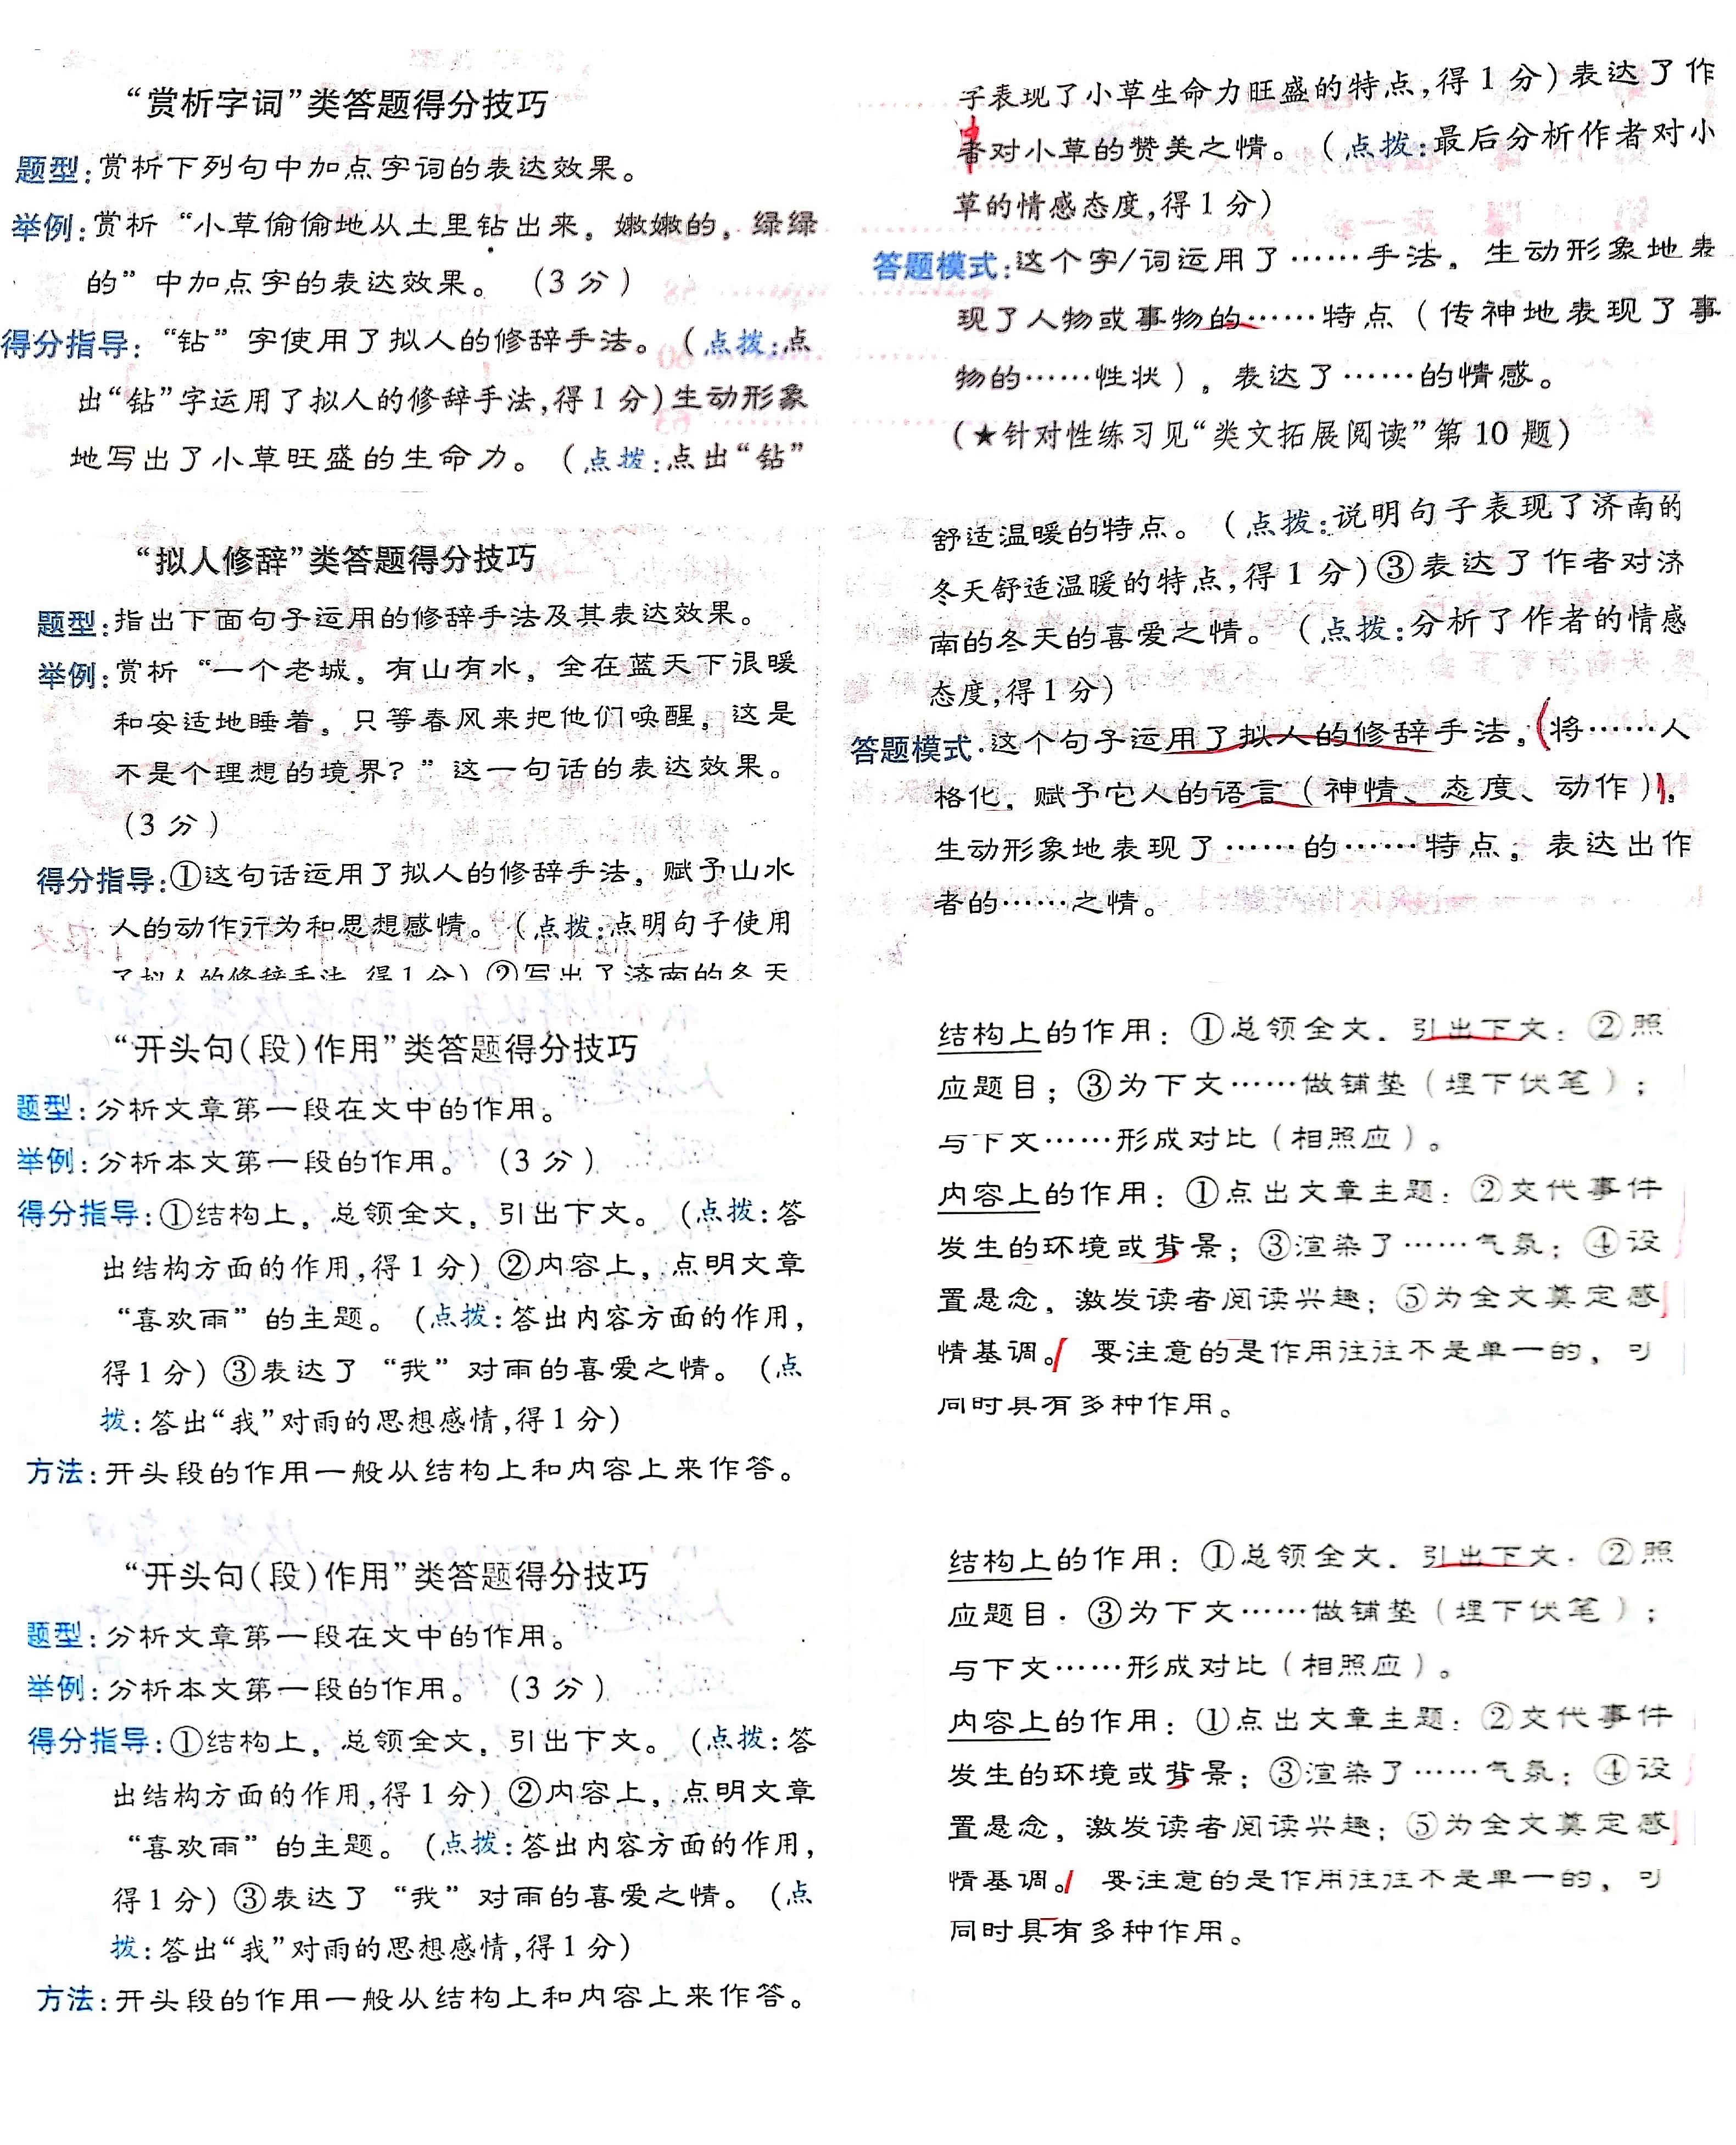 “赏析字词”类答题得分技巧
题型:赏析下列句中加点字词的表达效果。
举例:赏析“小草偷偷地从土里钻出来，嫩嫩的，绿绿
的”中加点字的表达效果。（3分）
得分指导:“钻”字使用了拟人的修辞手法。（点拨:点
出“钻”字运用了拟人的修辞手法,得1分）生动形象
地写出了小草旺盛的生命力。（点拨:点出“钻”
字表现了小草生命力旺盛的特点,得1分）表达了作
者对小草的赞美之情。（点拨:最后分析作者对小
草的情感态度,得1分）
答题模式:这个字/词运用了……手法，生动形象地表
现了人物或事物的……特点（传神地表现了事
物的……性状），表达了……的情感。
（★针对性练习见“类文拓展阅读”第10题）
“拟人修辞”类答题得分技巧
题型:指出下面句子运用的修辞手法及其表达效果。
举例:赏析“一个老城，有山有水，全在蓝天下很暖
和安适地睡着，只等春风来把他们唤醒，这是
不是个理想的境界？”这一句话的表达效果。
（3分）
得分指导:①这句话运用了拟人的修辞手法，赋予山水
人的动作行为和思想感情。（点拨:点明句子使用
了拟人的修辞手法,得1分）②写出了济南的冬天
舒适温暖的特点。（点拨:说明句子表现了济南的
冬天舒适温暖的特点,得1分）③表达了作者对济
南的冬天的喜爱之情。（点拨:分析了作者的情感
态度,得1分）
答题模式:这个句子运用了拟人的修辞手法，(将……人
格化，赋予它人的语言（神情、态度、动作）)，
生动形象地表现了……的……特点，表达出作
者的……之情。
“开头句(段)作用”类答题得分技巧
题型:分析文章第一段在文中的作用。
举例:分析本文第一段的作用。（3分）
得分指导:①结构上，总领全文，引出下文。（点拨:答
出结构方面的作用,得1分）②内容上，点明文章
“喜欢雨”的主题。（点拨:答出内容方面的作用,
得1分）③表达了“我”对雨的喜爱之情。（点
拨:答出“我”对雨的思想感情,得1分）
方法:开头段的作用一般从结构上和内容上来作答。
结构上的作用：①总领全文，引出下文；②照
应题目；③为下文……做铺垫（埋下伏笔）；
与下文……形成对比（相照应）。
内容上的作用：①点出文章主题；②交代事件
发生的环境或背景；③渲染了……气氛；④设
置悬念，激发读者阅读兴趣；⑤为全文奠定感
情基调。要注意的是作用往往不是单一的，可
同时具有多种作用。
“开头句(段)作用”类答题得分技巧
题型:分析文章第一段在文中的作用。
举例:分析本文第一段的作用。（3分）
得分指导:①结构上，总领全文，引出下文。（点拨:答
出结构方面的作用,得1分）②内容上，点明文章
“喜欢雨”的主题。（点拨:答出内容方面的作用,
得1分）③表达了“我”对雨的喜爱之情。（点
拨:答出“我”对雨的思想感情,得1分）
方法:开头段的作用一般从结构上和内容上来作答。
结构上的作用：①总领全文，引出下文；②照
应题目；③为下文……做铺垫（埋下伏笔）；
与下文……形成对比（相照应）。
内容上的作用：①点出文章主题；②交代事件
发生的环境或背景；③渲染了……气氛；④设
置悬念，激发读者阅读兴趣；⑤为全文奠定感
情基调。要注意的是作用往往不是单一的，可
同时具有多种作用。